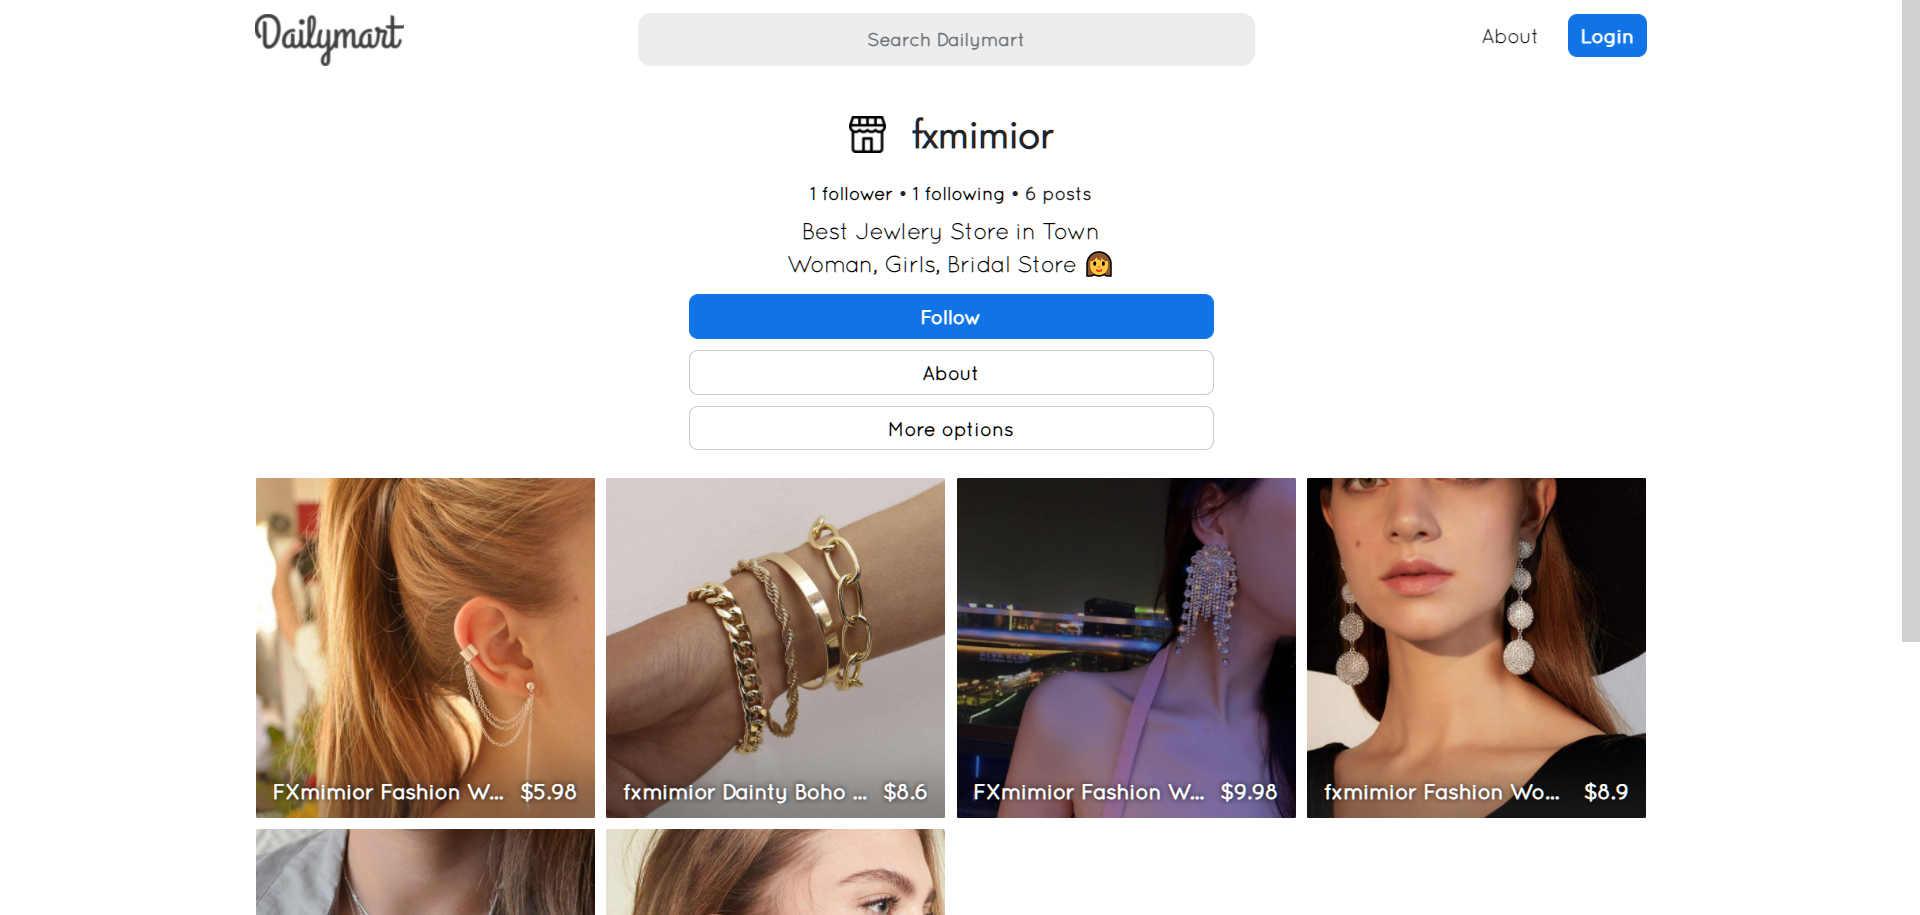 Dailymart
Search Dailymart
About
Login
fxmimior
1 follower • 1 following • 6 posts
Best Jewlery Store in Town
Woman, Girls, Bridal Store 👩
Follow
About
More options
FXmimior Fashion W... $5.98
fxmimior Dainty Boho ... $8.6
FXmimior Fashion W... $9.98
fxmimior Fashion Wo... $8.9